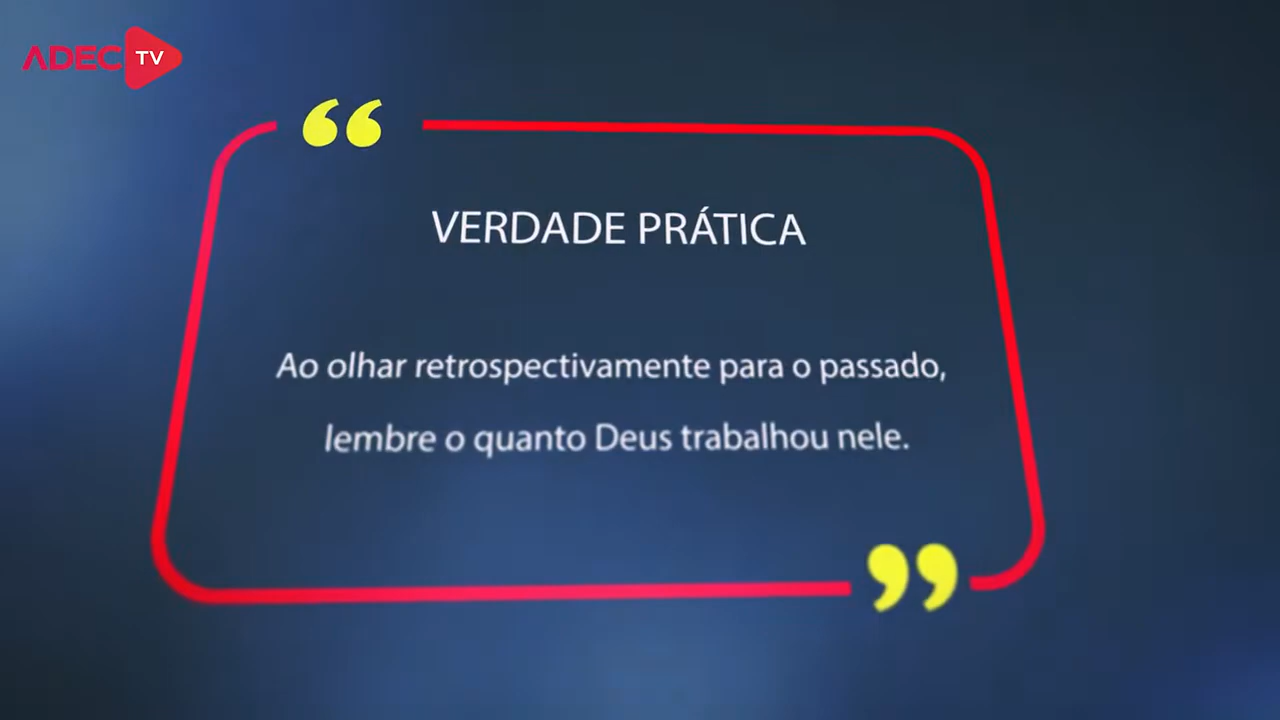 ADEC TV
VERDADE PRÁTICA
Ao olhar retrospectivamente para o passado,
lembre o quanto Deus trabalhou nele.